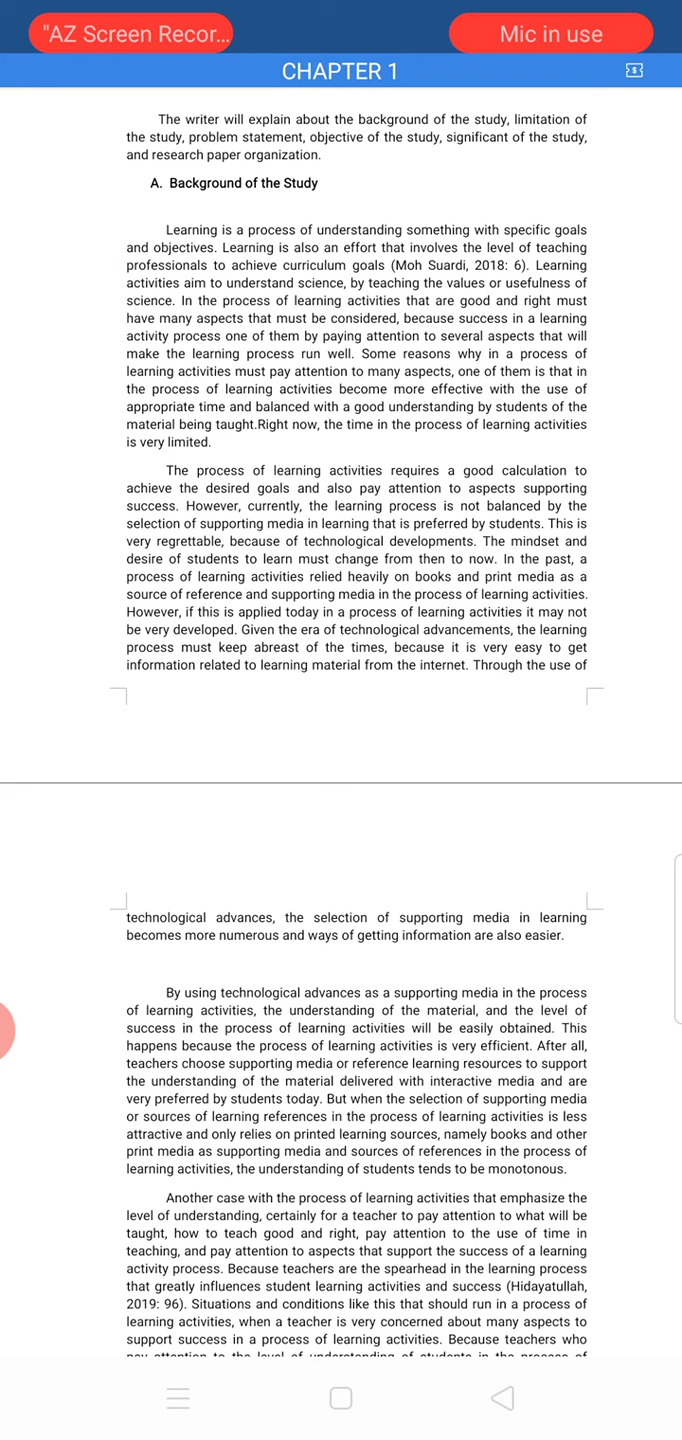 "AZ Screen Recor...
Mic in use
CHAPTER 1
The writer will explain about the background of the study, limitation of
the study, problem statement, objective of the study, significant of the study,
and research paper organization.
A. Background of the Study
Learning is a process of understanding something with specific goals
and objectives. Learning is also an effort that involves the level of teaching
professionals to achieve curriculum goals (Moh Suardi, 2018: 6). Learning
activities aim to understand science, by teaching the values or usefulness of
science. In the process of learning activities that are good and right must
have many aspects that must be considered, because success in a learning
activity process one of them by paying attention to several aspects that will
make the learning process run well. Some reasons why in a process of
learning activities must pay attention to many aspects, one of them is that in
the process of learning activities become more effective with the use of
appropriate time and balanced with a good understanding by students of the
material being taught.Right now, the time in the process of learning activities
is very limited.
The process of learning activities requires a good calculation to
achieve the desired goals and also pay attention to aspects supporting
success. However, currently, the learning process is not balanced by the
selection of supporting media in learning that is preferred by students. This is
very regrettable, because of technological developments. The mindset and
desire of students to learn must change from then to now. In the past, a
process of learning activities relied heavily on books and print media as a
source of reference and supporting media in the process of learning activities.
However, if this is applied today in a process of learning activities it may not
be very developed. Given the era of technological advancements, the learning
process must keep abreast of the times, because it is very easy to get
information related to learning material from the internet. Through the use of
technological advances, the selection of supporting media in learning
becomes more numerous and ways of getting information are also easier.
By using technological advances as a supporting media in the process
of learning activities, the understanding of the material, and the level of
success in the process of learning activities will be easily obtained. This
happens because the process of learning activities is very efficient. After all,
teachers choose supporting media or reference learning resources to support
the understanding of the material delivered with interactive media and are
very preferred by students today. But when the selection of supporting media
or sources of learning references in the process of learning activities is less
attractive and only relies on printed learning sources, namely books and other
print media as supporting media and sources of references in the process of
learning activities, the understanding of students tends to be monotonous.
Another case with the process of learning activities that emphasize the
level of understanding, certainly for a teacher to pay attention to what will be
taught, how to teach good and right, pay attention to the use of time in
teaching, and pay attention to aspects that support the success of a learning
activity process. Because teachers are the spearhead in the learning process
that greatly influences student learning activities and success (Hidayatullah,
2019: 96). Situations and conditions like this that should run in a process of
learning activities, when a teacher is very concerned about many aspects to
support success in a process of learning activities. Because teachers who
pay attention to the level of understanding of students in the process of